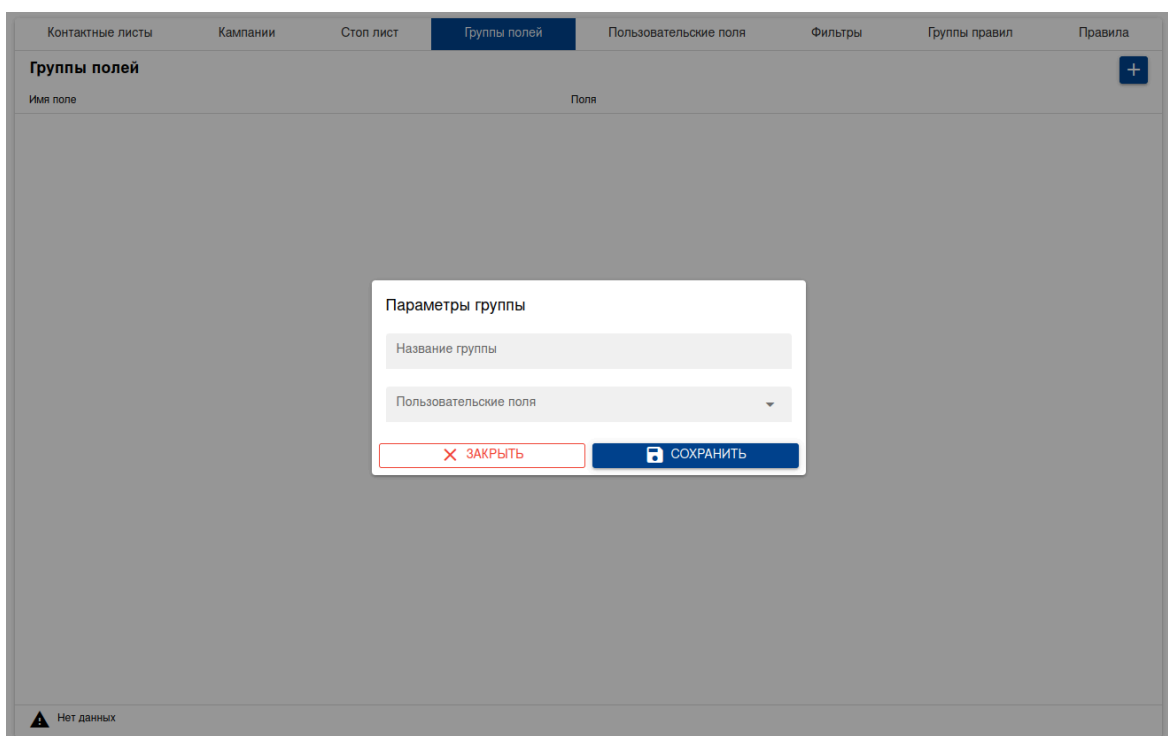 Контактные листы Кампании Стоп лист Группы полей Пользовательские поля Фильтры Группы правил Правила
Группы полей
Имя поле Поля
Параметры группы
Название группы
Пользовательские поля
ЗАКРЫТЬ СОХРАНИТЬ
Нет данных